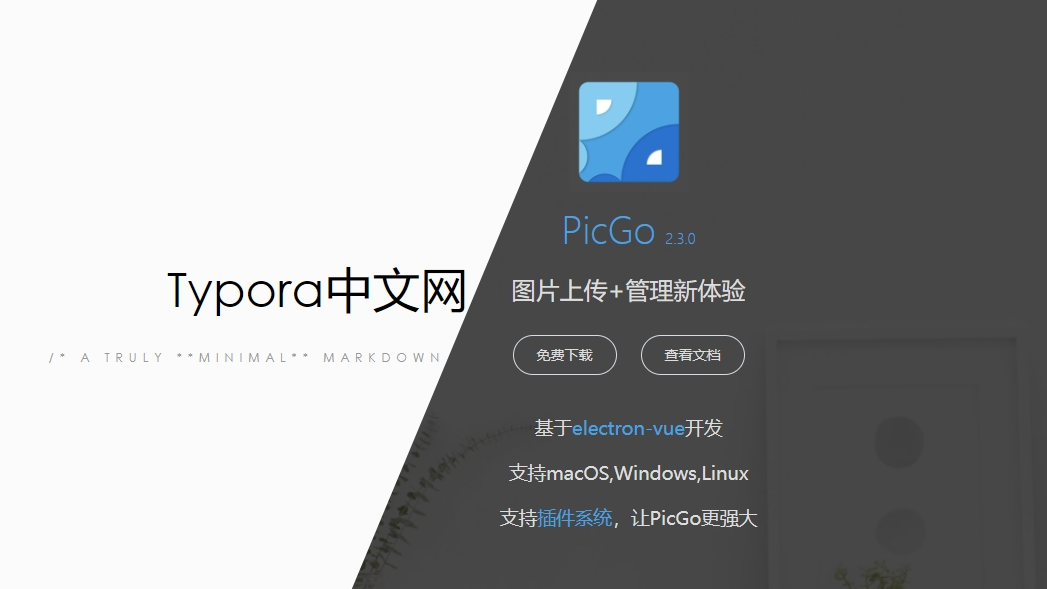 Typora中文网
/* A TRULY **MINIMAL** MARKDOWN
PicGo 2.3.0
图片上传+管理新体验
免费下载 查看文档
基于electron-vue开发
支持macOS,Windows,Linux
支持插件系统，让PicGo更强大